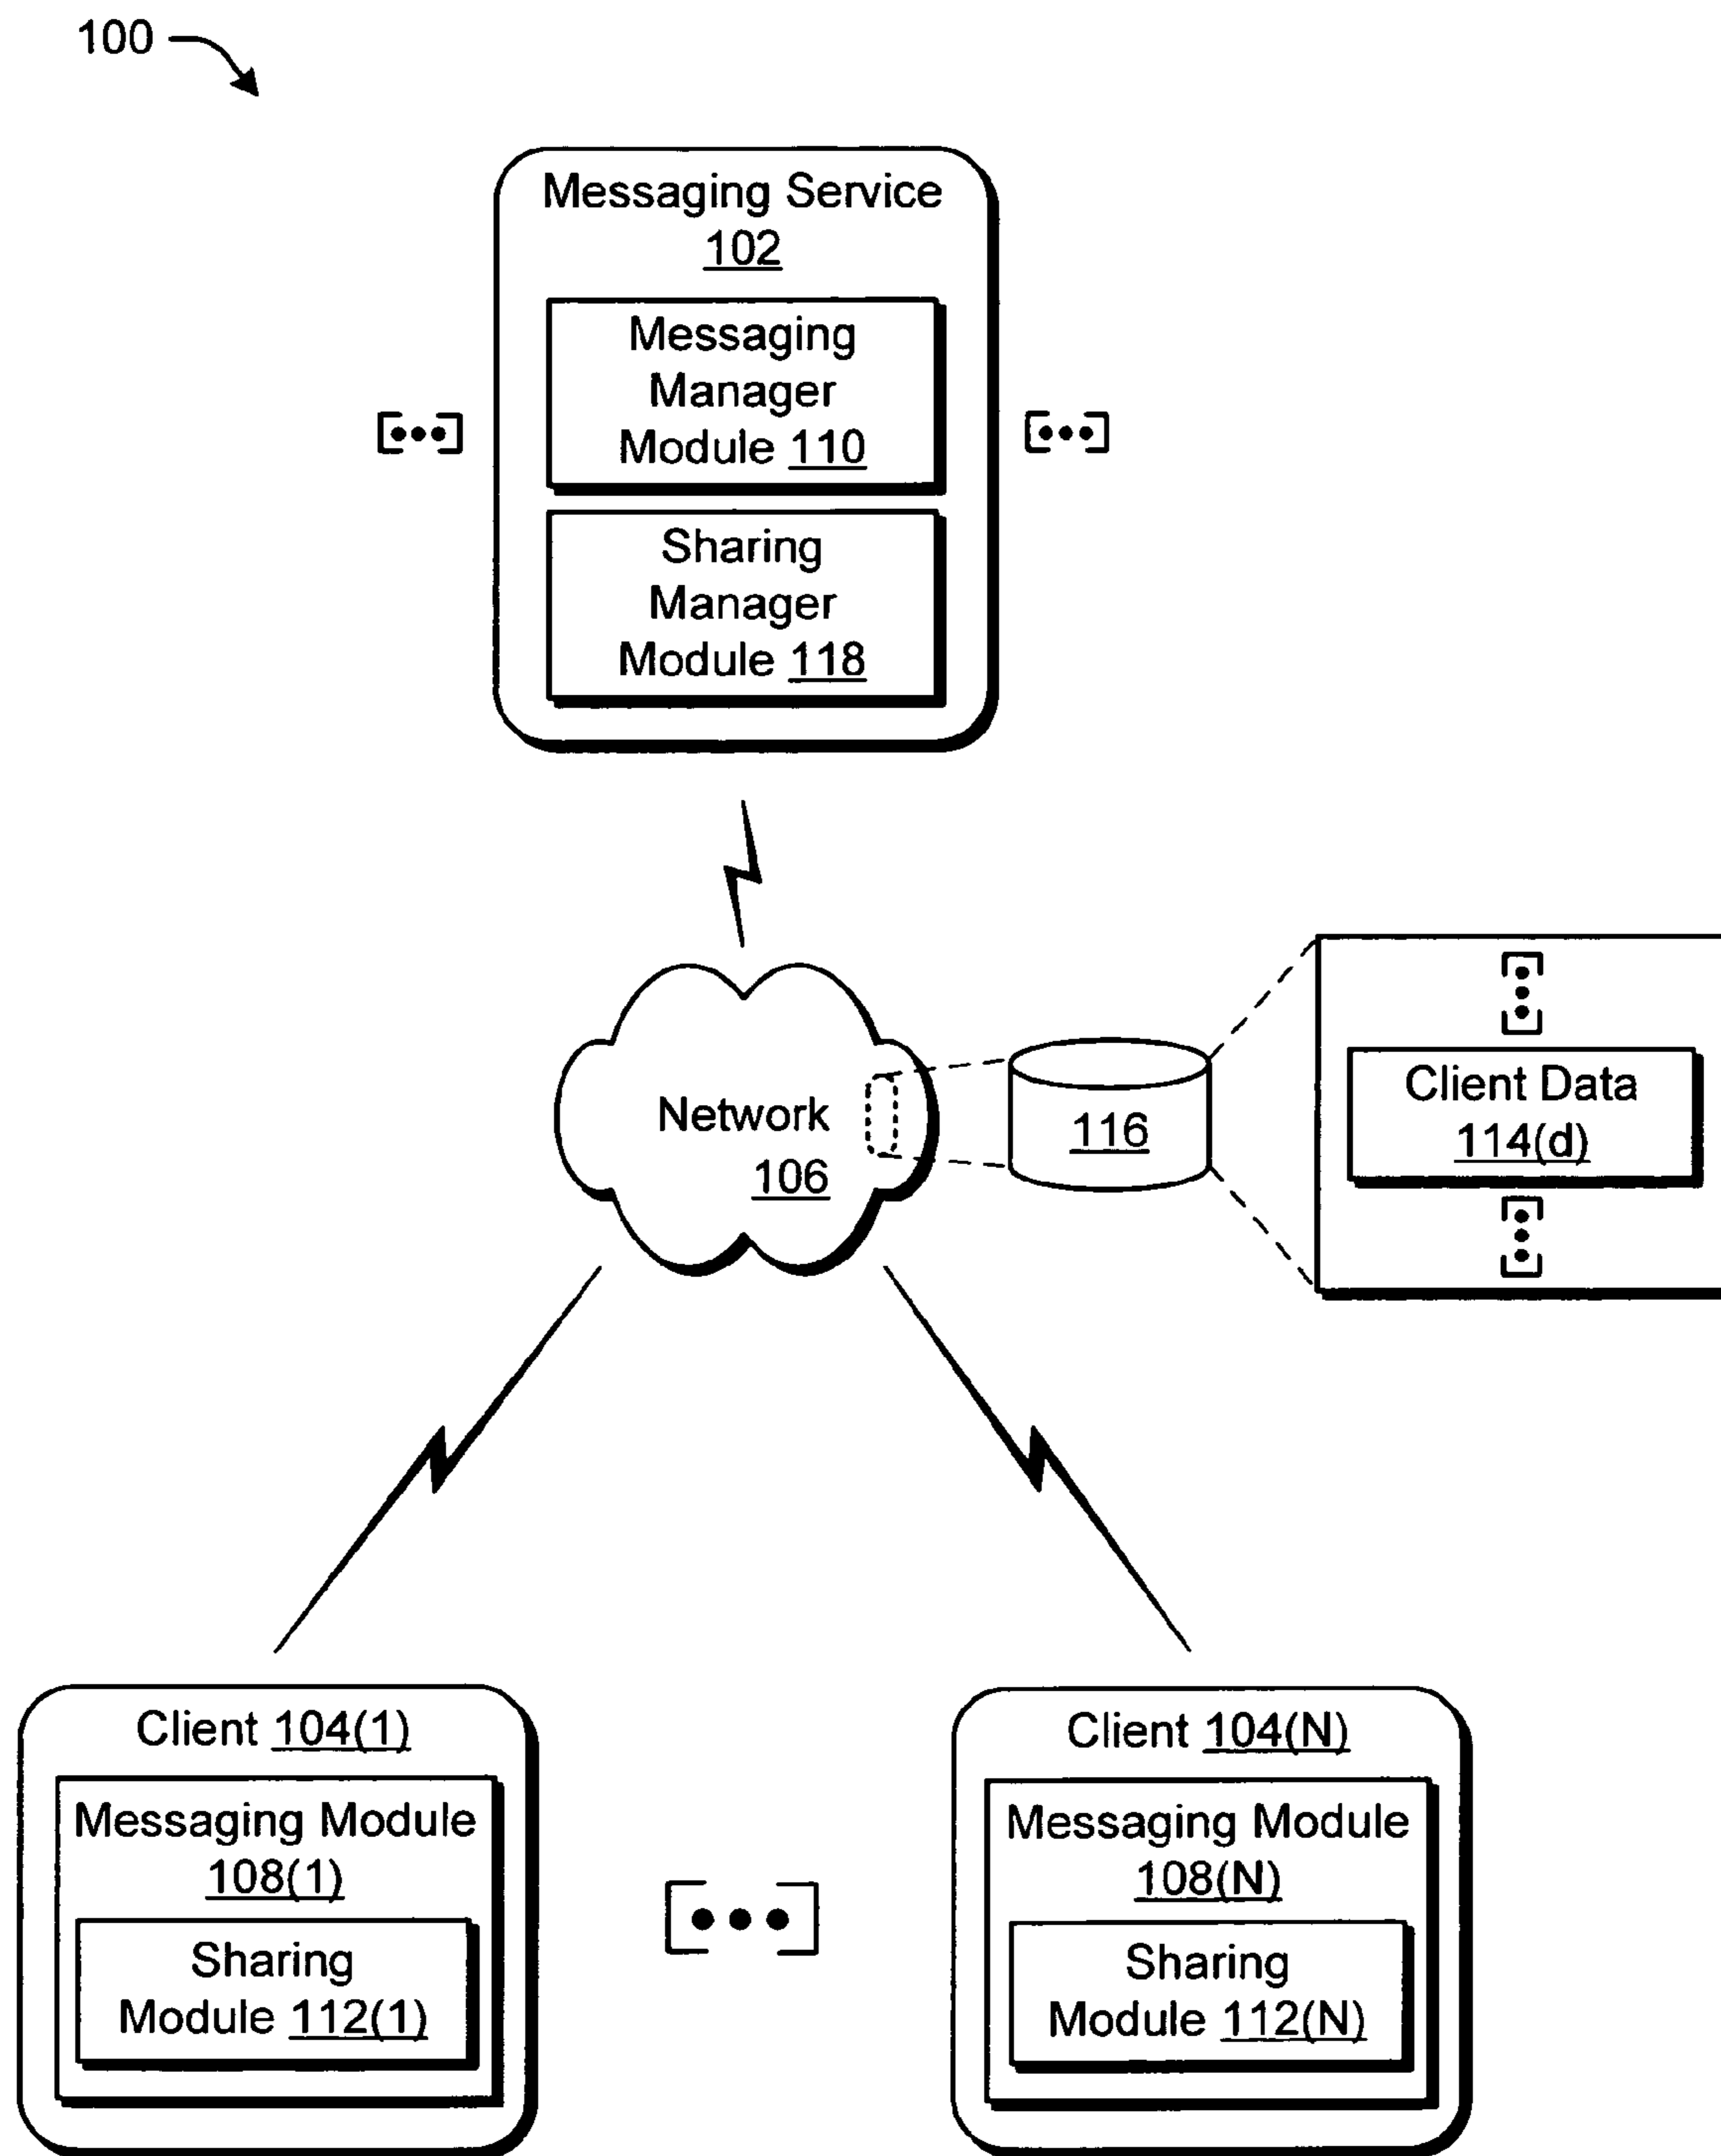 100
Messaging Service
102
Messaging
Manager
Module 110
Sharing
Manager
Module 118
Network
106
116
Client Data
114(d)
Client 104(1)
Messaging Module
108(1)
Sharing
Module 112(1)
Client 104(N)
Messaging Module
108(N)
Sharing
Module 112(N)